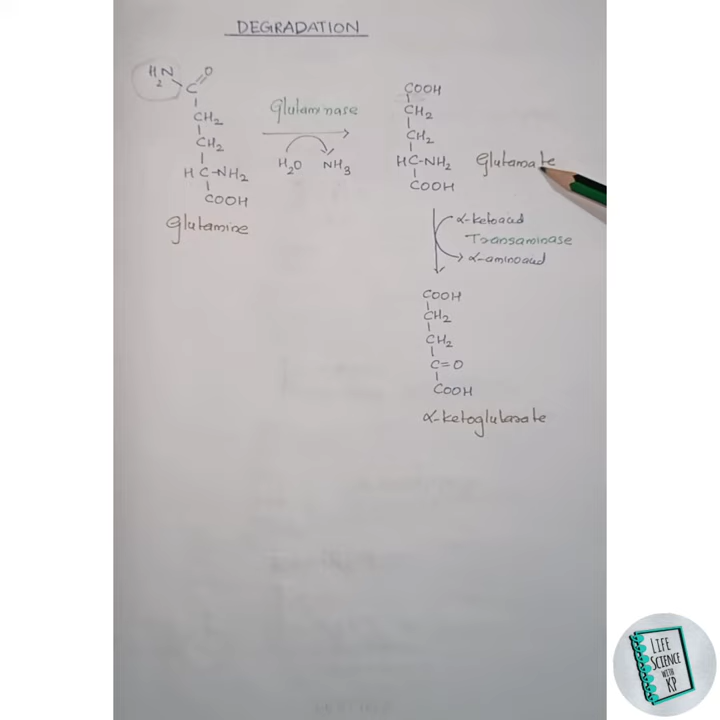 DEGRADATION
H2N O
C
CH2
CH2
H C-NH2
COOH
Glutamine
Glutaminase
H2O NH3
COOH
CH2
CH2
HC-NH2
COOH
Glutamate
α-ketoacid
Transaminase
α-aminoacid
COOH
CH2
CH2
C=O
COOH
α-ketoglutarate
LIFE
SCIENCE
WITH
KP